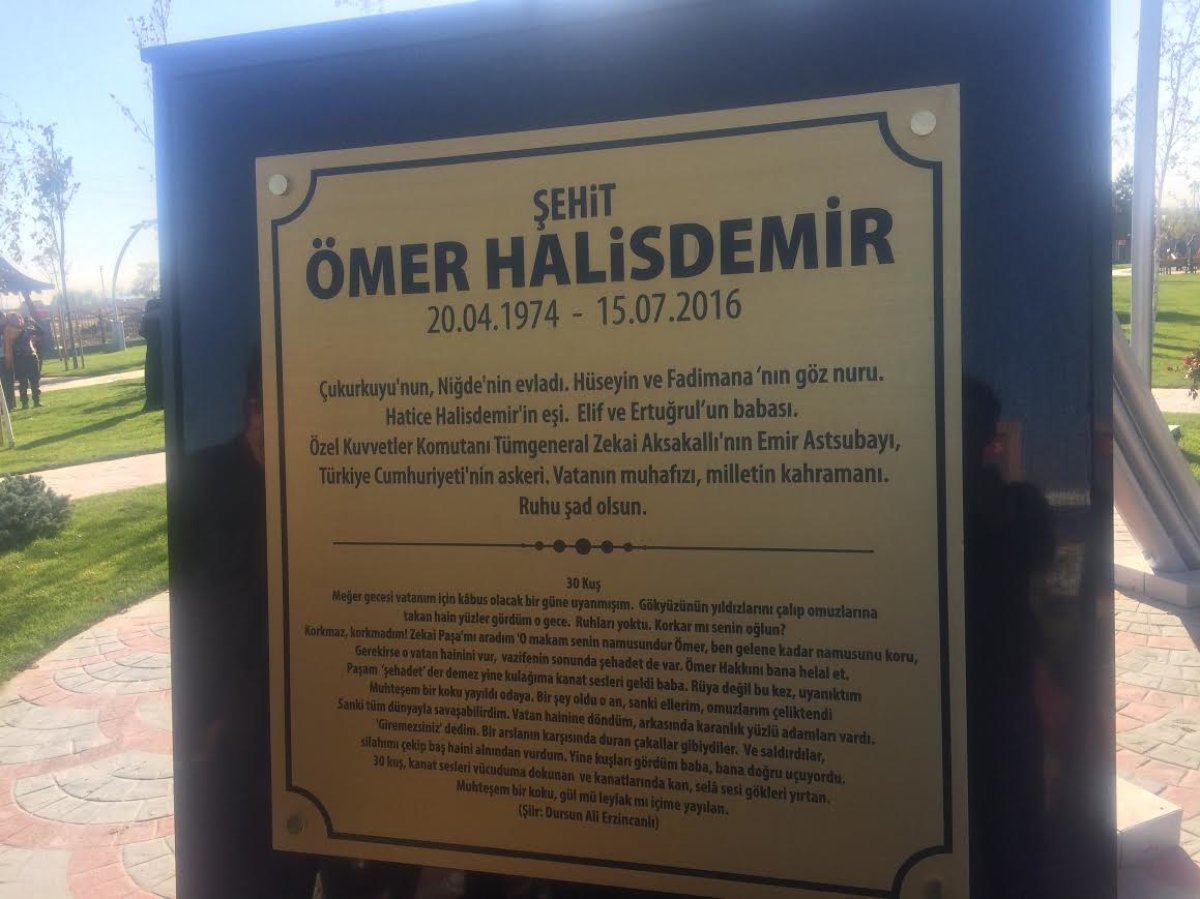 ŞEHiT
ÖMER HALiSDEMİR
20.04.1974 - 15.07.2016
Çukurkuyu'nun, Niğde'nin evladı. Hüseyin ve Fadimana ‘nın göz nuru.
Hatice Halisdemir'in eşi. Elif ve Ertuğrul’un babası.
Özel Kuvvetler Komutanı Tümgeneral Zekai Aksakallı'nın Emir Astsubayı,
Türkiye Cumhuriyeti'nin askeri. Vatanın muhafızı, milletin kahramanı.
Ruhu şad olsun.
30 Kuş
Meğer gecesi vatanım için kâbus olacak bir güne uyanmışım. Gökyüzünün yıldızlarını çalıp omuzlarına
takan hain yüzler gördüm o gece. Ruhları yoktu. Korkar mı senin oğlun?
Korkmaz, korkmadım! Zekai Paşa'mı aradım 'O makam senin namusundur Ömer, ben gelene kadar namusunu koru,
Gerekirse o vatan hainini vur, vazifenin sonunda şehadet de var. Ömer Hakkını bana helal et.
Paşam 'şehadet' der demez yine kulağıma kanat sesleri geldi baba. Rüya değil bu kez, uyanıktım
Muhteşem bir koku yayıldı odaya. Bir şey oldu o an, sanki ellerim, omuzlarım çeliktendi
Sanki tüm dünyayla savaşabilirdim. Vatan hainine döndüm, arkasında karanlık yüzlü adamları vardı.
'Giremezsiniz' dedim. Bir arslanın karşısında duran çakallar gibiydiler. Ve saldırdılar,
silahımı çekip baş haini alnından vurdum. Yine kuşları gördüm baba, bana doğru uçuyordu.
30 kuş, kanat sesleri vücuduma dokunan ve kanatlarında kan, selâ sesi gökleri yırtan.
Muhteşem bir koku, gül mü leylak mı içime yayılan.
(Şiir: Dursun Ali Erzincanlı)